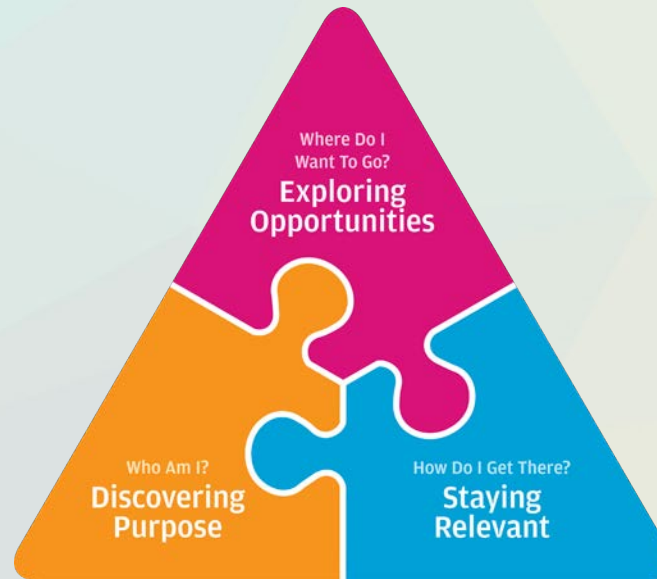 Where Do I
Want To Go?
Exploring
Opportunities
Who Am I?
Discovering
Purpose
How Do I Get There?
Staying
Relevant